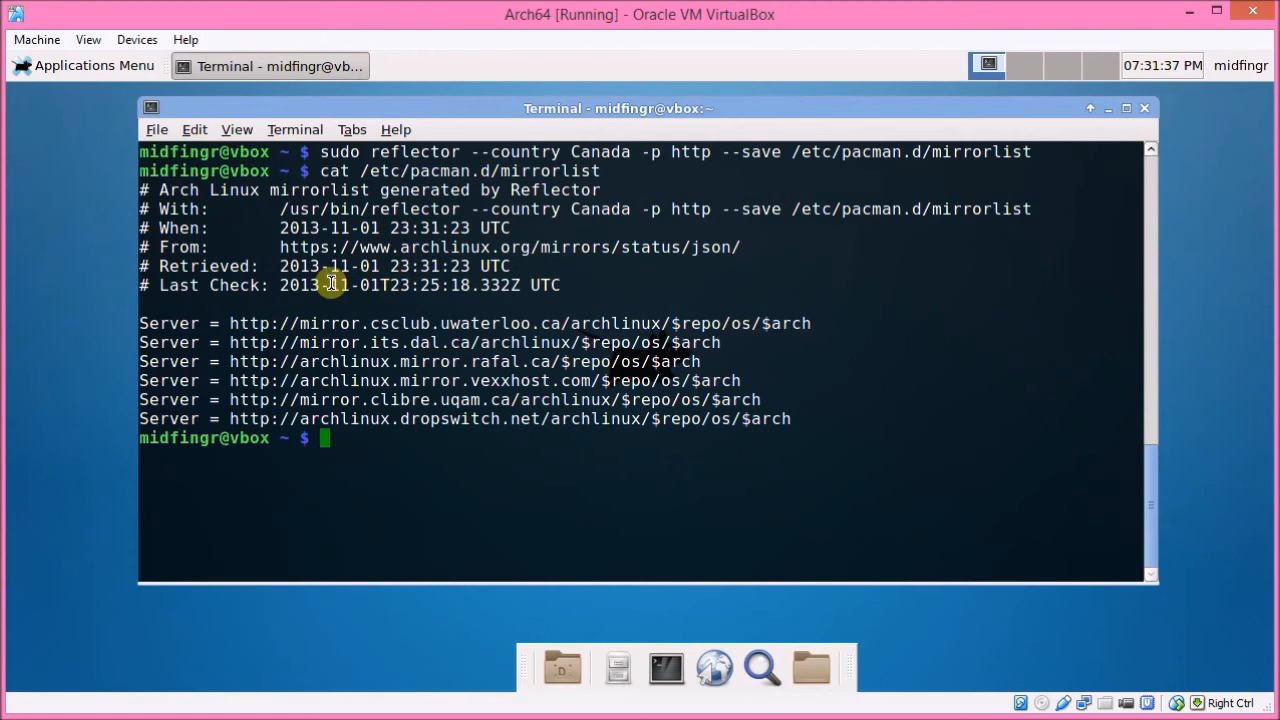 Arch64 [Running] - Oracle VM VirtualBox
Machine View Devices Help
Applications Menu Terminal - midfingr@vb... 07:31:37 PM midfingr
Terminal - midfingr@vbox:~
File Edit View Terminal Tabs Help
midfingr@vbox ~ $ sudo reflector --country Canada -p http --save /etc/pacman.d/mirrorlist
midfingr@vbox ~ $ cat /etc/pacman.d/mirrorlist
# Arch Linux mirrorlist generated by Reflector
# With:       /usr/bin/reflector --country Canada -p http --save /etc/pacman.d/mirrorlist
# When:       2013-11-01 23:31:23 UTC
# From:       https://www.archlinux.org/mirrors/status/json/
# Retrieved:  2013-11-01 23:31:23 UTC
# Last Check: 2013-11-01T23:25:18.332Z UTC
Server = http://mirror.csclub.uwaterloo.ca/archlinux/$repo/os/$arch
Server = http://mirror.its.dal.ca/archlinux/$repo/os/$arch
Server = http://archlinux.mirror.rafal.ca/$repo/os/$arch
Server = http://archlinux.mirror.vexxhost.com/$repo/os/$arch
Server = http://mirror.clibre.uqam.ca/archlinux/$repo/os/$arch
Server = http://archlinux.dropswitch.net/archlinux/$repo/os/$arch
midfingr@vbox ~ $
Right Ctrl